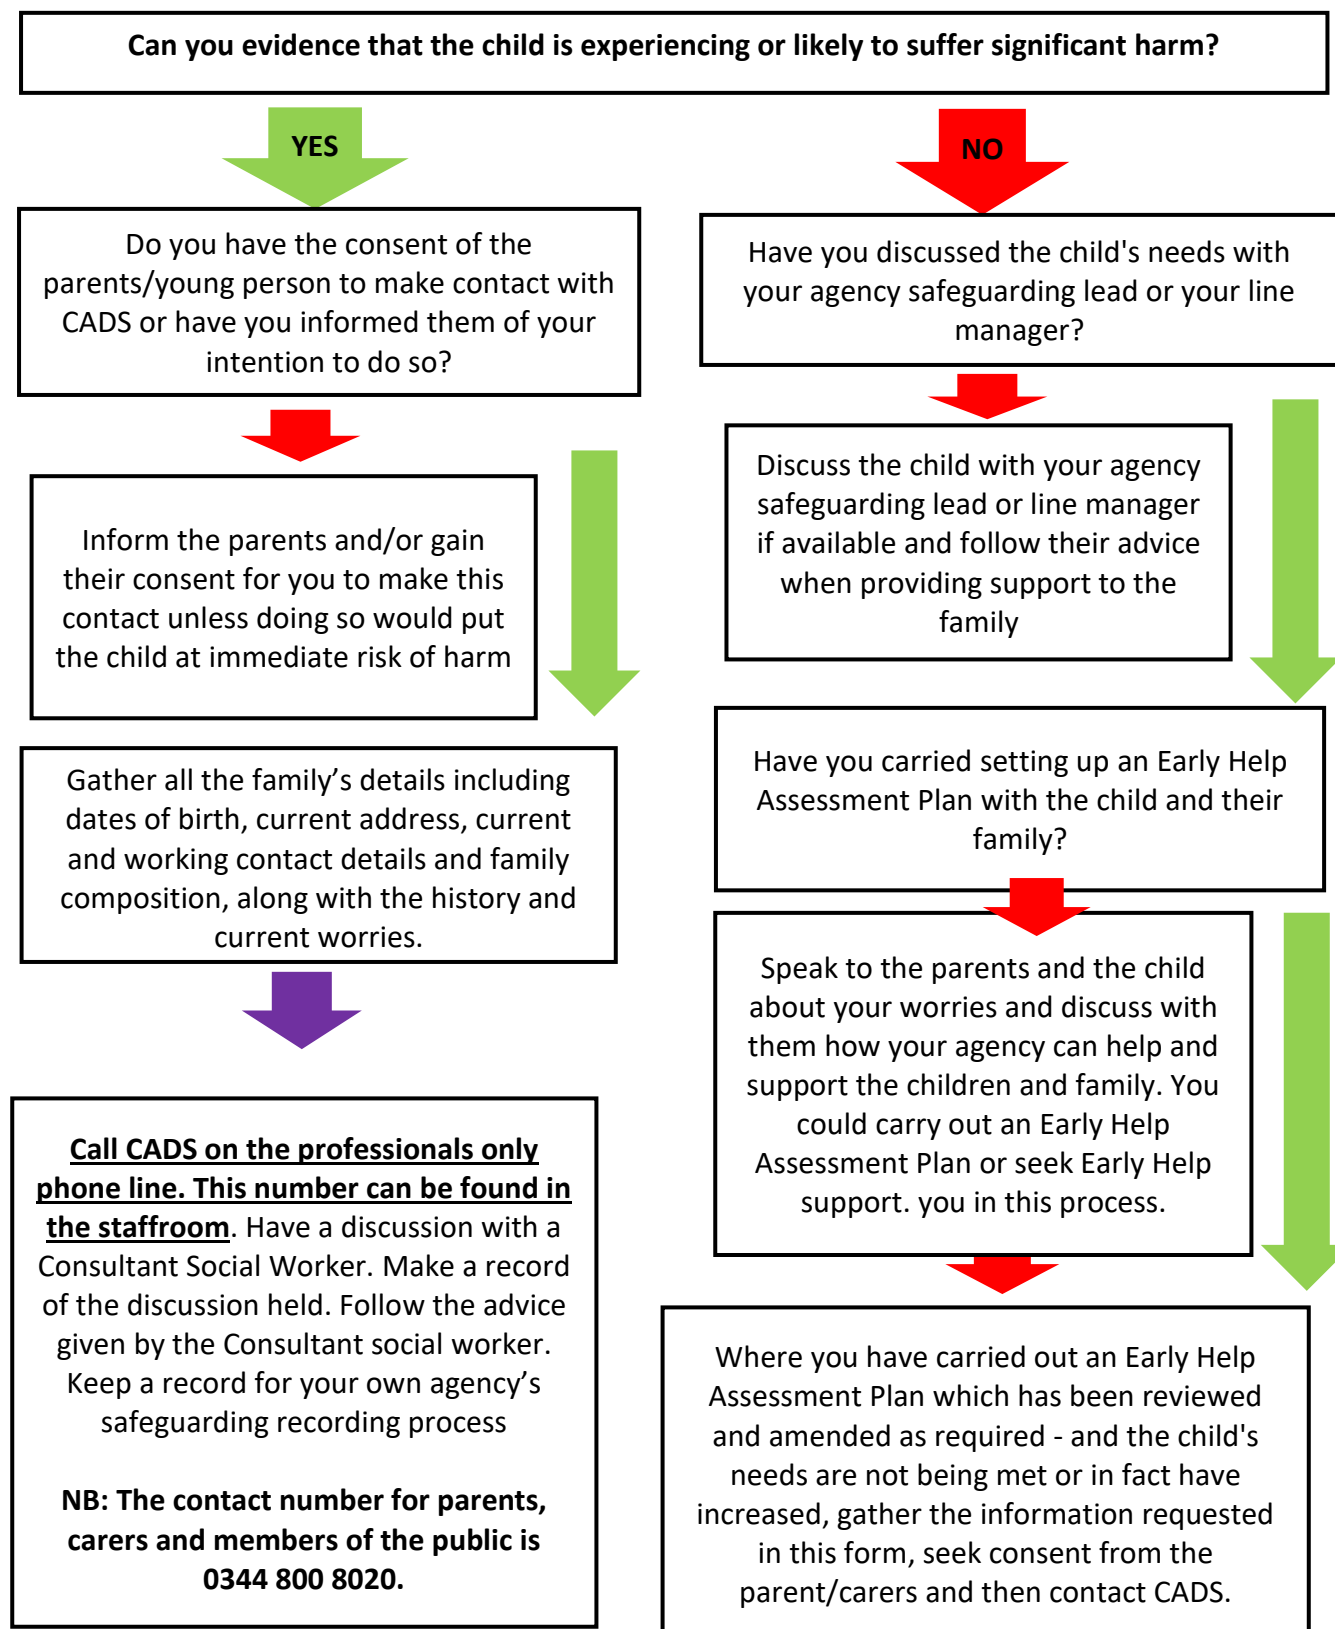 Can you evidence that the child is experiencing or likely to suffer significant harm?
YES
Do you have the consent of the
parents/young person to make contact with
CADS or have you informed them of your
intention to do so?
Inform the parents and/or gain
their consent for you to make this
contact unless doing so would put
the child at immediate risk of harm
Gather all the family’s details including
dates of birth, current address, current
and working contact details and family
composition, along with the history and
current worries.
Call CADS on the professionals only
phone line. This number can be found in
the staffroom. Have a discussion with a
Consultant Social Worker. Make a record
of the discussion held. Follow the advice
given by the Consultant social worker.
Keep a record for your own agency’s
safeguarding recording process
NB: The contact number for parents,
carers and members of the public is
0344 800 8020.
NO
Have you discussed the child's needs with
your agency safeguarding lead or your line
manager?
Discuss the child with your agency
safeguarding lead or line manager
if available and follow their advice
when providing support to the
family
Have you carried setting up an Early Help
Assessment Plan with the child and their
family?
Speak to the parents and the child
about your worries and discuss with
them how your agency can help and
support the children and family. You
could carry out an Early Help
Assessment Plan or seek Early Help
support. you in this process.
Where you have carried out an Early Help
Assessment Plan which has been reviewed
and amended as required - and the child's
needs are not being met or in fact have
increased, gather the information requested
in this form, seek consent from the
parent/carers and then contact CADS.